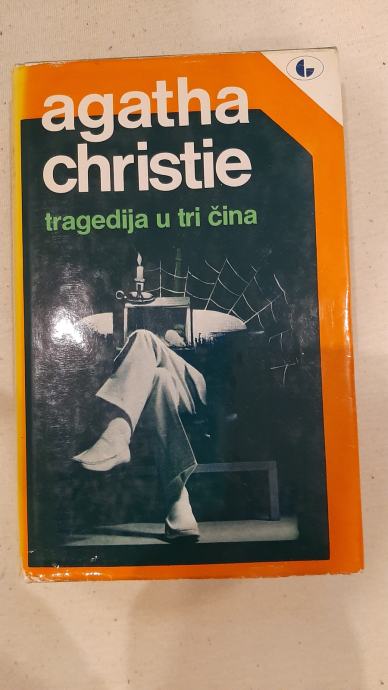 agatha
christie
tragedija u tri čina